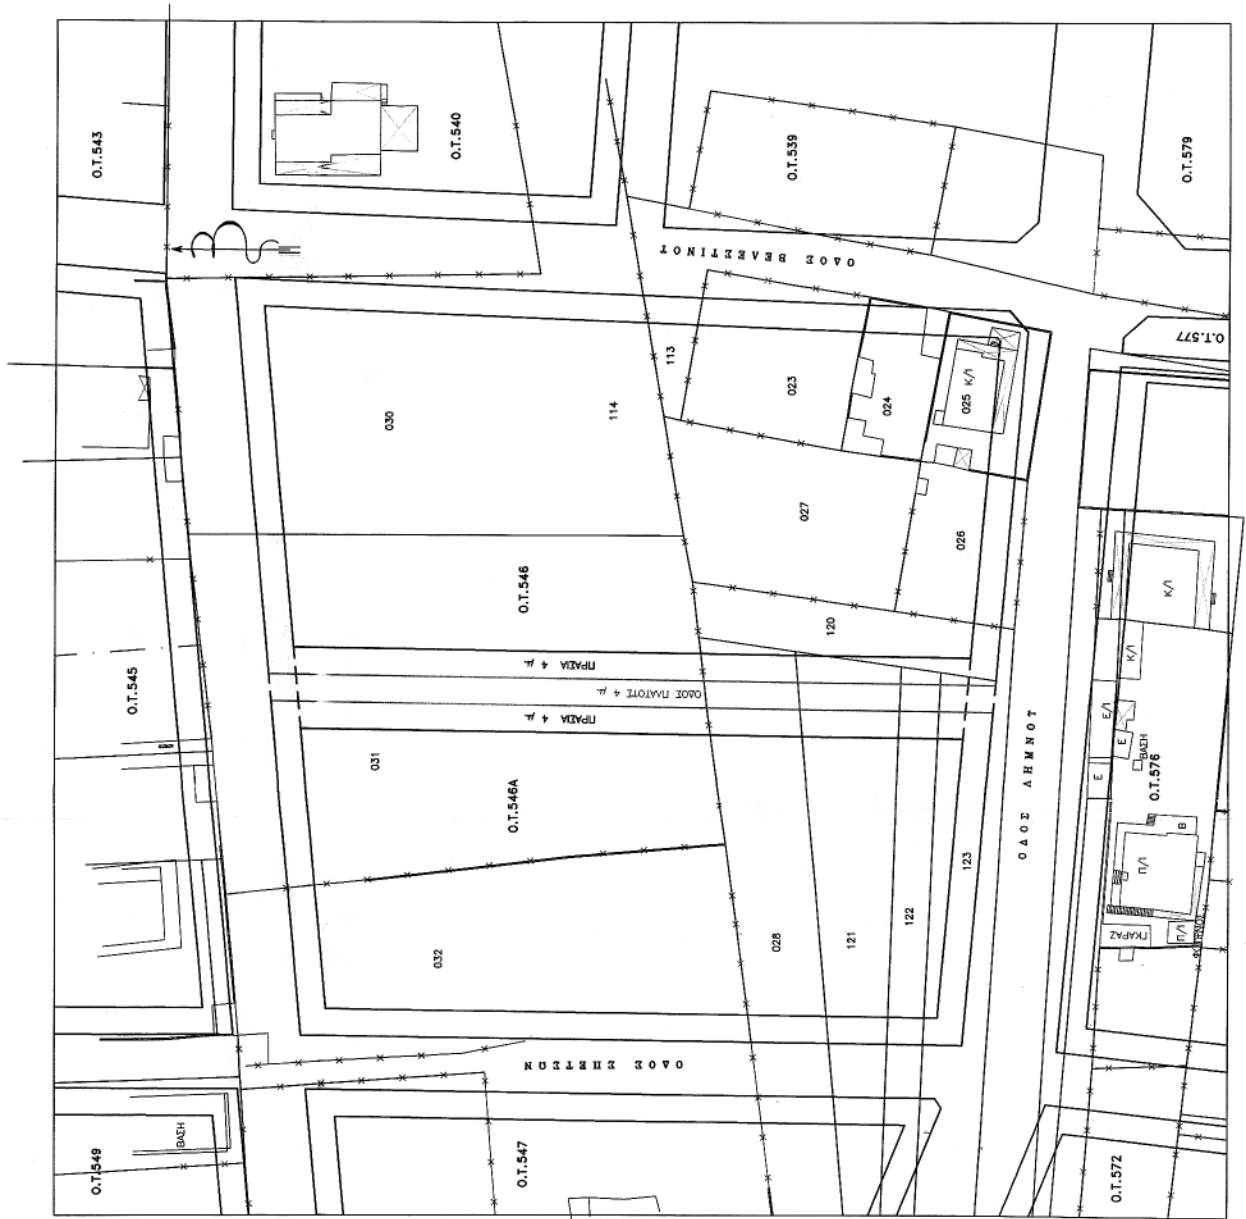 Ο.Τ.543
Ο.Τ.540
Ο.Τ.539
Ο.Τ.579
ΟΔΟΣ ΒΕΛΕΣΤΙΝΟΥ
Ο.Τ.577
113
023
024
025
Κ/Ι
030
114
027
026
Ο.Τ.546
120
Κ/Ι
Κ/Ι
Ο.Τ.545
ΠΡΑΣΙΑ 4 μ.
ΟΔΟΣ ΠΛΑΤΟΥΣ 4 μ.
ΠΡΑΣΙΑ 4 μ.
Ε/Ι
Ε
Ε
ΒΑΣΗ
Ο.Τ.576
031
Ο.Τ.546Α
ΟΔΟΣ ΛΗΜΝΟΥ
123
122
121
028
032
Β
Π/Ι
ΓΚΑΡΑΖ
Π/Ι
ΦΟΥΡΝΟΣ
ΟΔΟΣ ΣΠΕΤΣΩΝ
ΒΑΣΗ
Ο.Τ.549
Ο.Τ.547
Ο.Τ.572